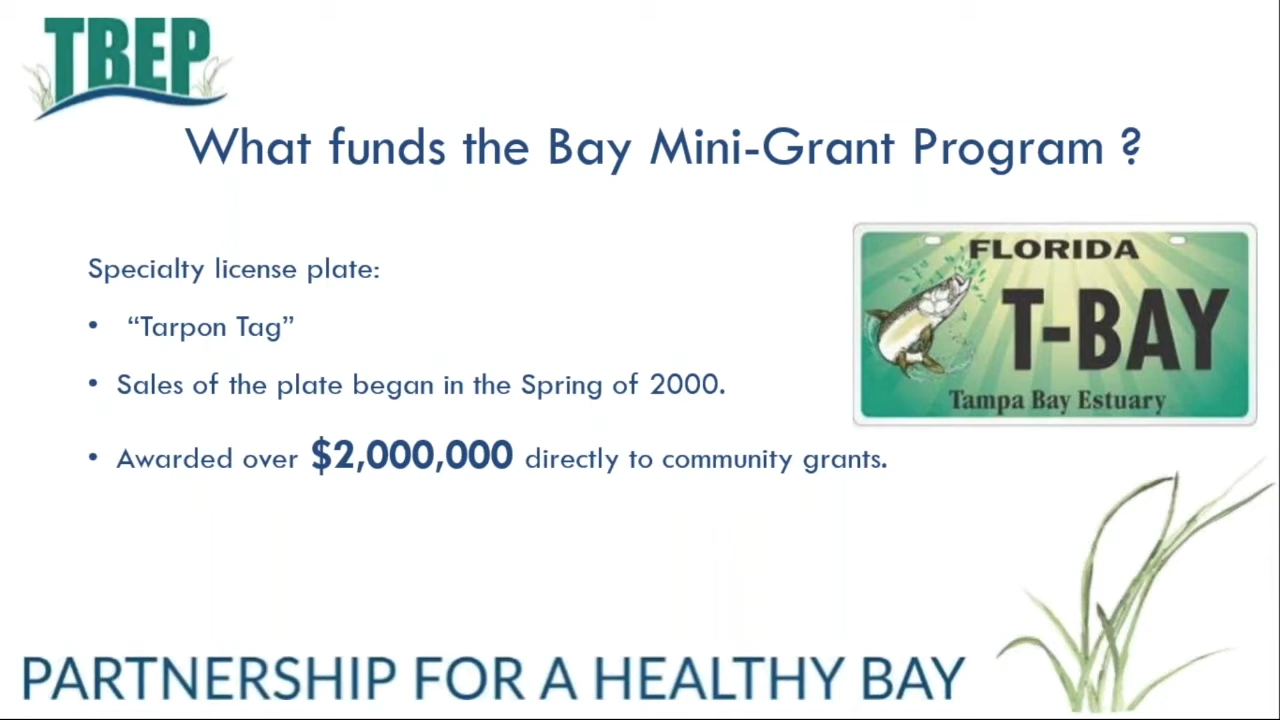 TBEP
What funds the Bay Mini-Grant Program ?
Specialty license plate:
• “Tarpon Tag”
• Sales of the plate began in the Spring of 2000.
• Awarded over $2,000,000 directly to community grants.
FLORIDA
T-BAY
Tampa Bay Estuary
PARTNERSHIP FOR A HEALTHY BAY